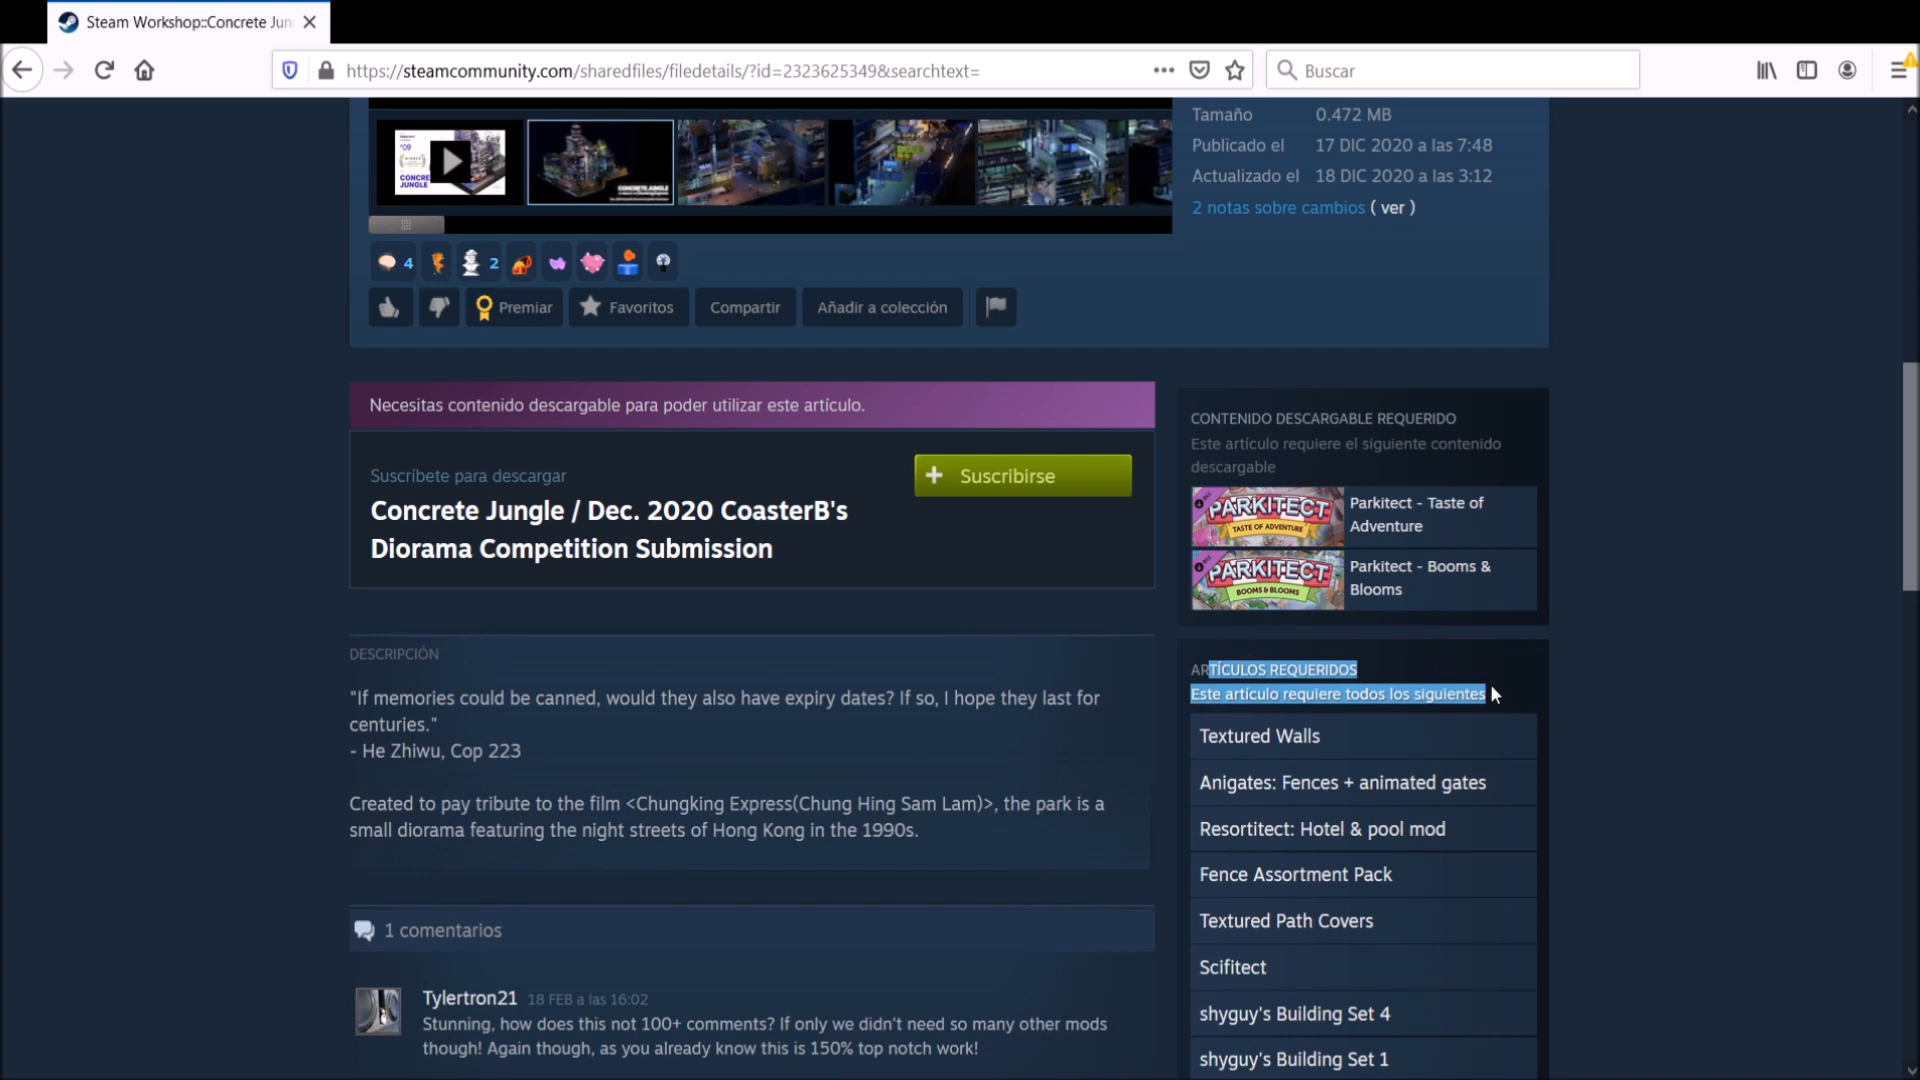 Steam Workshop::Concrete Jun
https://steamcommunity.com/sharedfiles/filedetails/?id=2323625349&searchtext=
Buscar
CONCRETE JUNGLE
Tamaño 0.472 MB
Publicado el 17 DIC 2020 a las 7:48
Actualizado el 18 DIC 2020 a las 3:12
2 notas sobre cambios ( ver )
4
2
Premiar
Favoritos
Compartir
Añadir a colección
Necesitas contenido descargable para poder utilizar este artículo.
Suscríbete para descargar
Concrete Jungle / Dec. 2020 CoasterB's
Diorama Competition Submission
Suscribirse
DESCRIPCIÓN
"If memories could be canned, would they also have expiry dates? If so, I hope they last for
centuries."
- He Zhiwu, Cop 223
Created to pay tribute to the film <Chungking Express(Chung Hing Sam Lam)>, the park is a
small diorama featuring the night streets of Hong Kong in the 1990s.
1 comentarios
Tylertron21 18 FEB a las 16:02
Stunning, how does this not 100+ comments? If only we didn't need so many other mods
though! Again though, as you already know this is 150% top notch work!
CONTENIDO DESCARGABLE REQUERIDO
Este artículo requiere el siguiente contenido
descargable
PARKITECT
TASTE OF ADVENTURE
Parkitect - Taste of
Adventure
PARKITECT
BOOMS & BLOOMS
Parkitect - Booms &
Blooms
ARTÍCULOS REQUERIDOS
Este artículo requiere todos los siguientes
Textured Walls
Anigates: Fences + animated gates
Resortitect: Hotel & pool mod
Fence Assortment Pack
Textured Path Covers
Scifitect
shyguy's Building Set 4
shyguy's Building Set 1